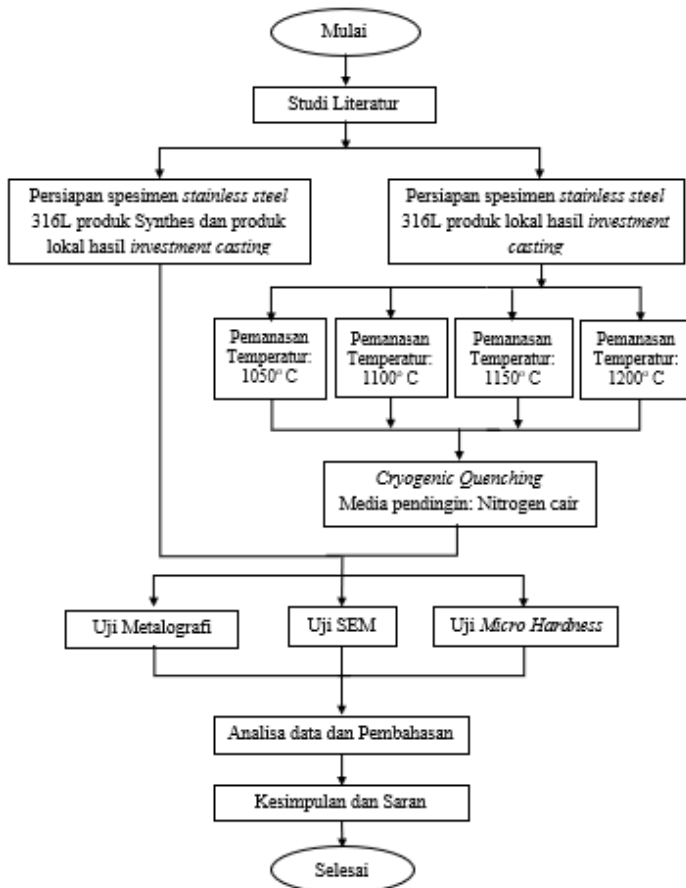 Mulai
Studi Literatur
Persiapan spesimen stainless steel
316L produk Synthes dan produk
lokal hasil investment casting
Persiapan spesimen stainless steel
316L produk lokal hasil investment
casting
Pemanasan
Temperatur:
1050° C
Pemanasan
Temperatur:
1100° C
Pemanasan
Temperatur:
1150° C
Pemanasan
Temperatur:
1200° C
Cryogenic Quenching
Media pendingin: Nitrogen cair
Uji Metalografi
Uji SEM
Uji Micro Hardness
Analisa data dan Pembahasan
Kesimpulan dan Saran
Selesai